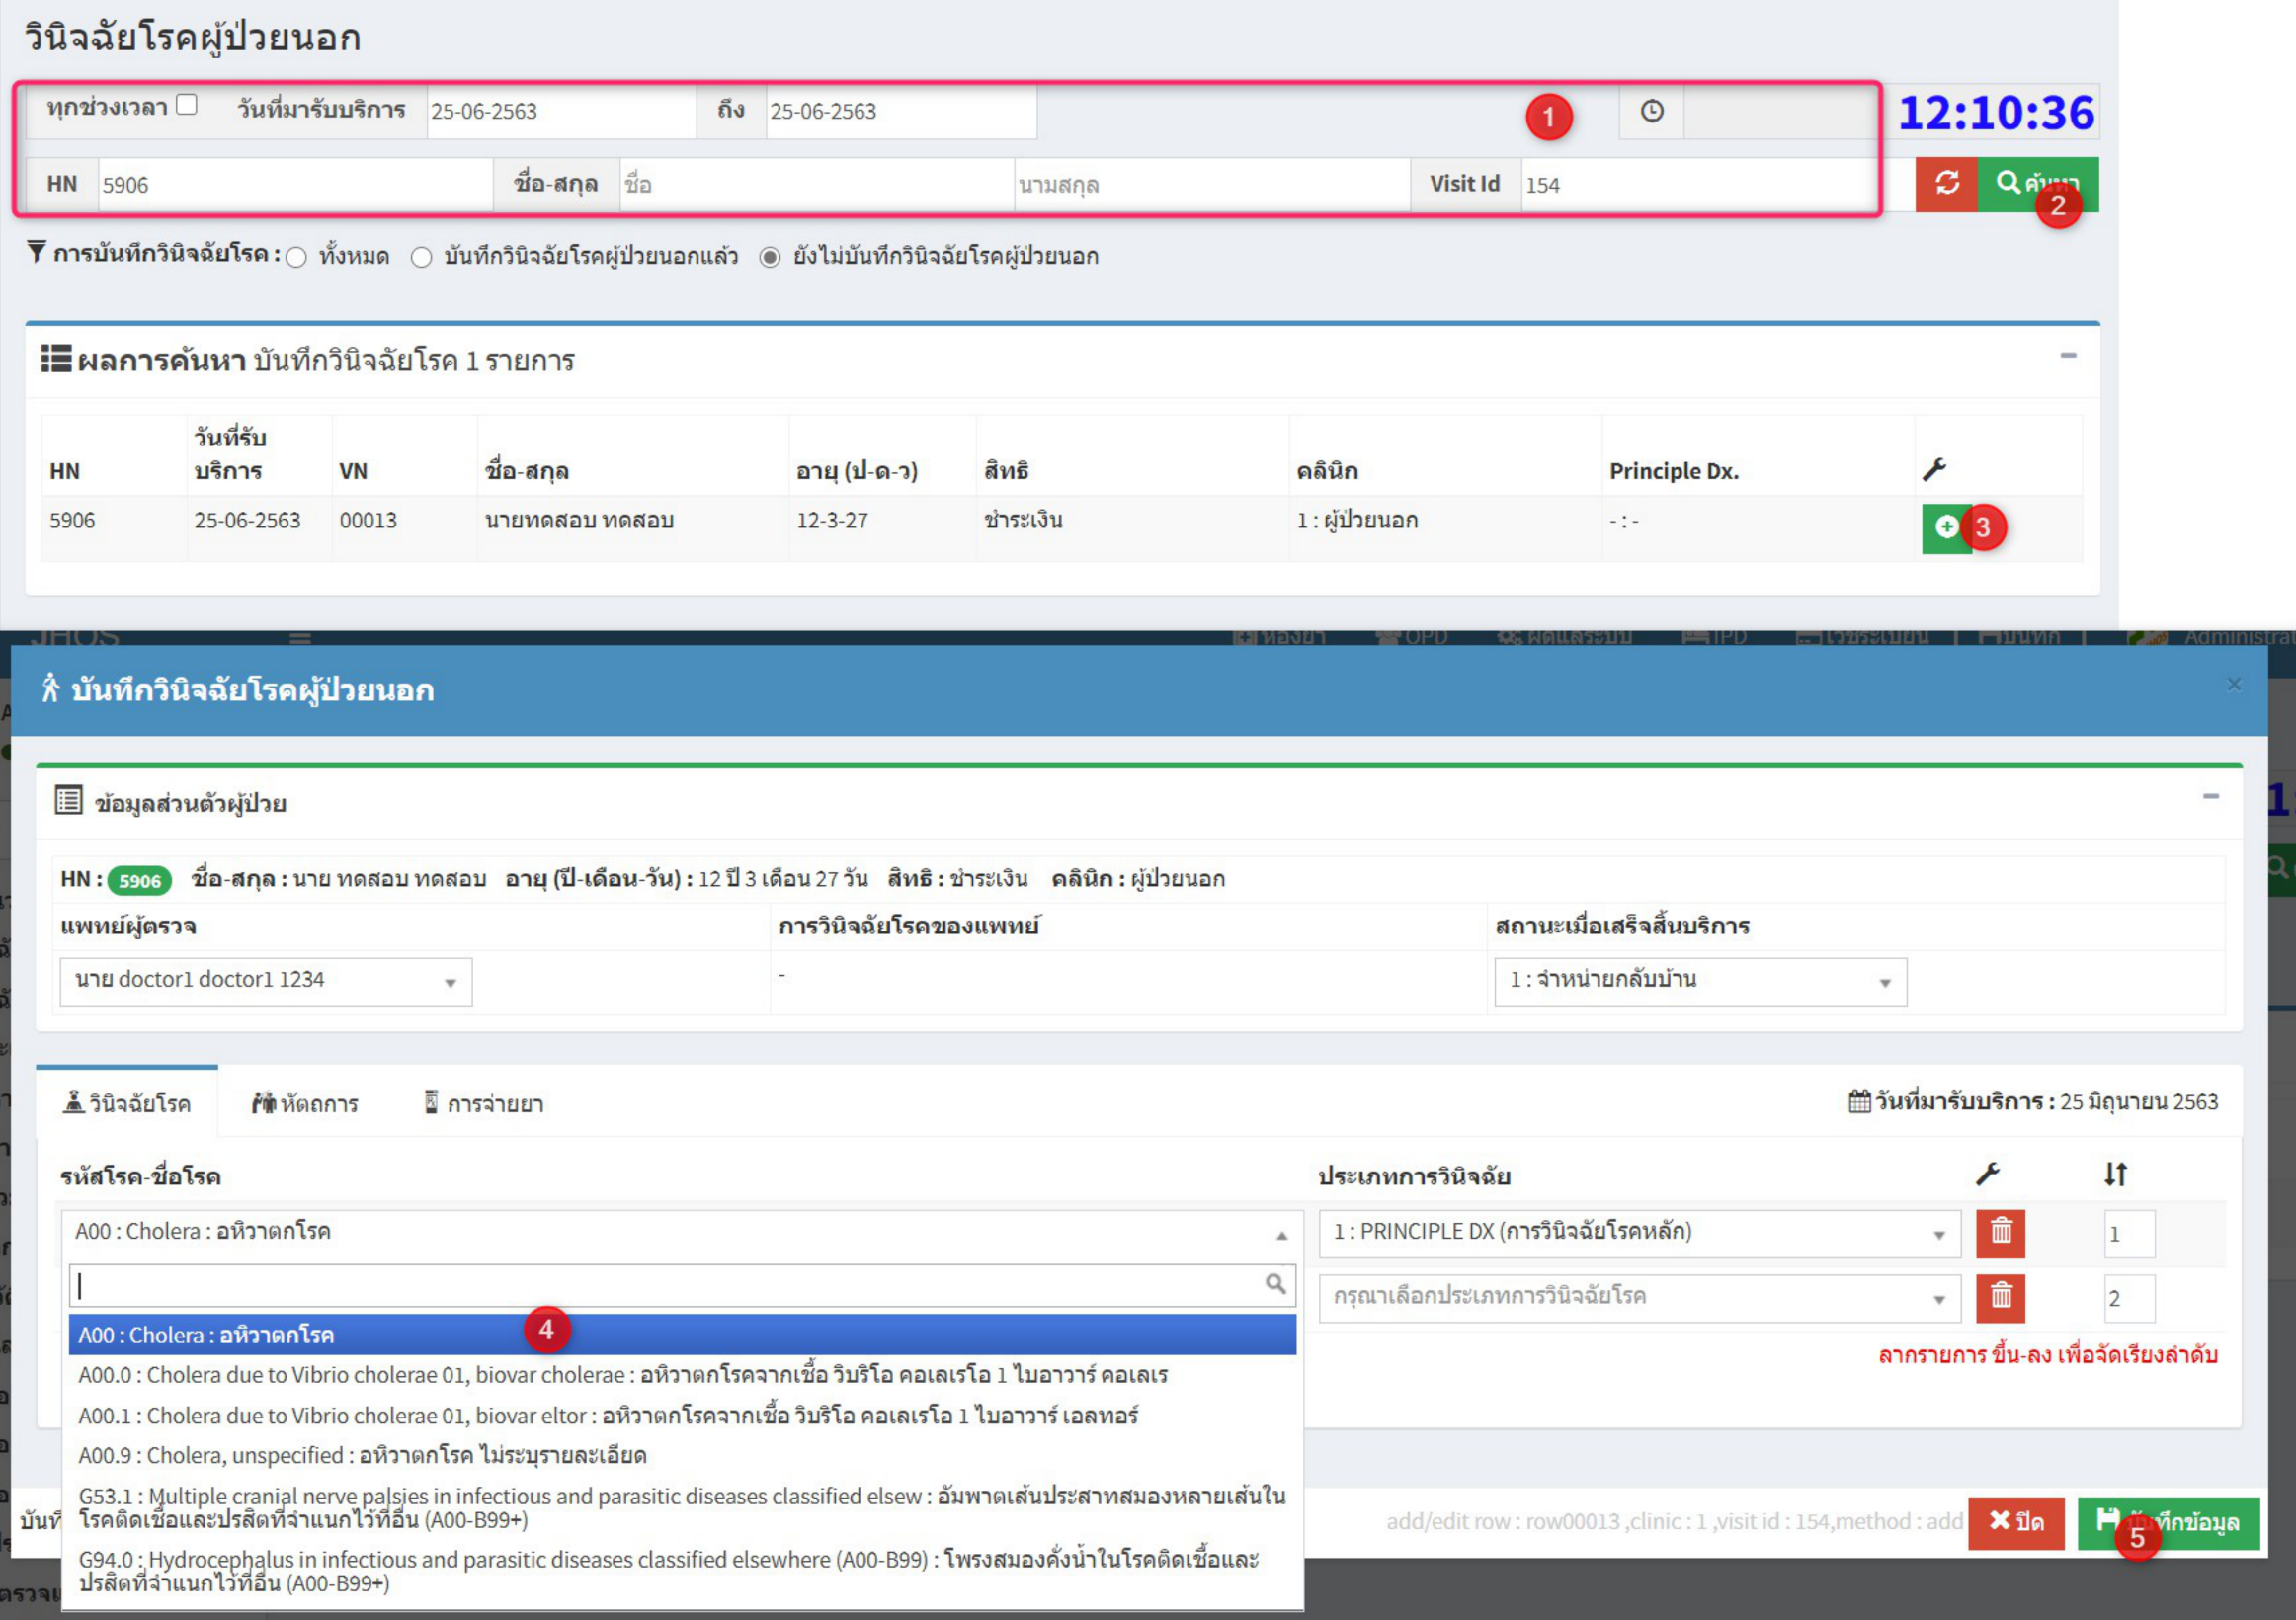 วินิจฉัยโรคผู้ป่วยนอก
ทุกช่วงเวลา วันที่มารับบริการ 25-06-2563 ถึง 25-06-2563 1 12:10:36
HN 5906 ชื่อ-สกุล ชื่อ นามสกุล Visit Id 154 ค้นหา 2
การบันทึกวินิจฉัยโรค : ทั้งหมด บันทึกวินิจฉัยโรคผู้ป่วยนอกแล้ว ยังไม่บันทึกวินิจฉัยโรคผู้ป่วยนอก
ผลการค้นหา บันทึกวินิจฉัยโรค 1 รายการ
HN วันที่รับบริการ VN ชื่อ-สกุล อายุ (ป-ด-ว) สิทธิ คลินิก Principle Dx.
5906 25-06-2563 00013 นายทดสอบ ทดสอบ 12-3-27 ชำระเงิน 1 : ผู้ป่วยนอก - : - 3
JHOS ห้องยา OPD ผู้ดูแลระบบ IPD เวชระเบียน บันทึก
บันทึกวินิจฉัยโรคผู้ป่วยนอก ×
ข้อมูลส่วนตัวผู้ป่วย
HN : 5906 ชื่อ-สกุล : นาย ทดสอบ ทดสอบ อายุ (ปี-เดือน-วัน) : 12 ปี 3 เดือน 27 วัน สิทธิ : ชำระเงิน คลินิก : ผู้ป่วยนอก
แพทย์ผู้ตรวจ การวินิจฉัยโรคของแพทย์ สถานะเมื่อเสร็จสิ้นบริการ
นาย doctor1 doctor1 1234 - 1 : จำหน่ายกลับบ้าน
วินิจฉัยโรค หัตถการ การจ่ายยา วันที่มารับบริการ : 25 มิถุนายน 2563
รหัสโรค-ชื่อโรค ประเภทการวินิจฉัย
A00 : Cholera : อหิวาตกโรค 1 : PRINCIPLE DX (การวินิจฉัยโรคหลัก) 1
กรุณาเลือกประเภทการวินิจฉัยโรค 2
A00 : Cholera : อหิวาตกโรค 4
ลากรายการ ขึ้น-ลง เพื่อจัดเรียงลำดับ
A00.0 : Cholera due to Vibrio cholerae 01, biovar cholerae : อหิวาตกโรคจากเชื้อ วิบริโอ คอเลเรโอ 1 ไบอาวาร์ คอเลเร
A00.1 : Cholera due to Vibrio cholerae 01, biovar eltor : อหิวาตกโรคจากเชื้อ วิบริโอ คอเลเรโอ 1 ไบอาวาร์ เอลทอร์
A00.9 : Cholera, unspecified : อหิวาตกโรค ไม่ระบุรายละเอียด
G53.1 : Multiple cranial nerve palsies in infectious and parasitic diseases classified elsew : อัมพาตเส้นประสาทสมองหลายเส้นใน
โรคติดเชื้อและปรสิตที่จำแนกไว้ที่อื่น (A00-B99+)
add/edit row : row00013 ,clinic : 1 ,visit id : 154,method : add ปิด บันทึกข้อมูล 5
G94.0 : Hydrocephalus in infectious and parasitic diseases classified elsewhere (A00-B99) : โพรงสมองคั่งน้ำในโรคติดเชื้อและ
ปรสิตที่จำแนกไว้ที่อื่น (A00-B99+)